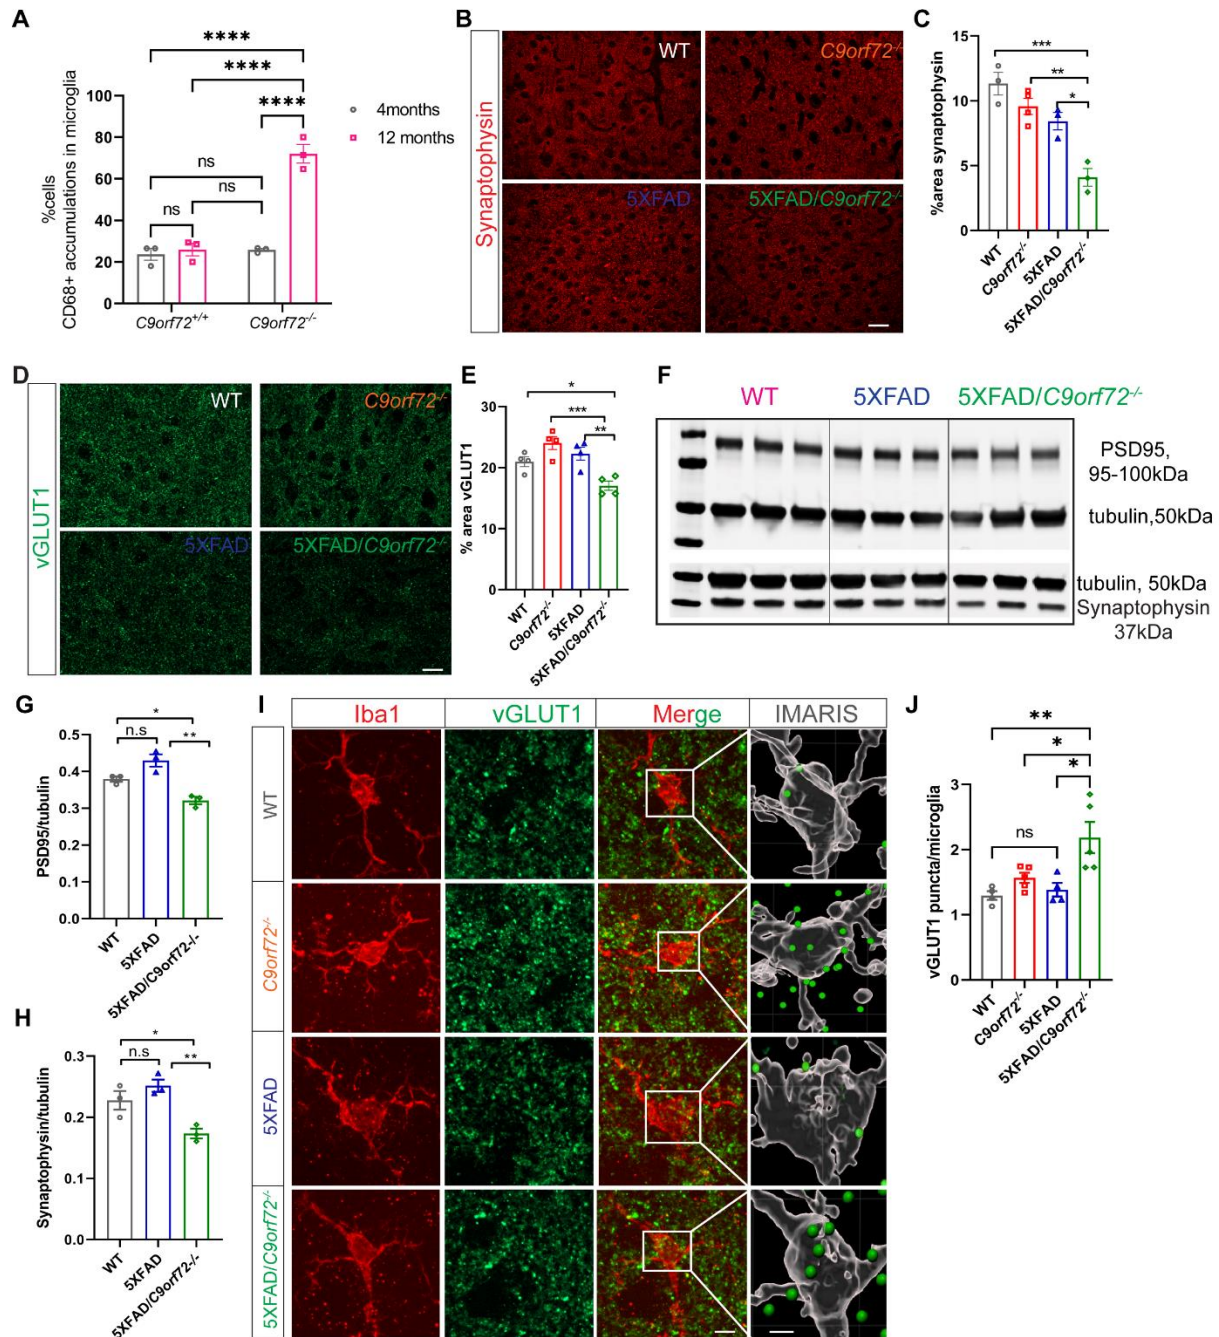 A
****
****
****
ns
ns
ns
4months
12 months
100
80
60
40
20
0
%cells
CD68+ accumulations in microglia
C9orf72+/+
C9orf72-/-
B
Synaptophysin
WT
C9orf72-/-
5XFAD
5XFAD/C9orf72-/-
C
***
**
*
15
10
5
0
%area synaptophysin
WT
C9orf72-/-
5XFAD
5XFAD/C9orf72-/-
D
vGLUT1
WT
C9orf72-/-
5XFAD
5XFAD/C9orf72-/-
E
*
***
**
30
20
10
0
% area vGLUT1
WT
C9orf72-/-
5XFAD
5XFAD/C9orf72-/-
F
WT
5XFAD
5XFAD/C9orf72-/-
PSD95,
95-100kDa
tubulin,50kDa
tubulin, 50kDa
Synaptophysin
37kDa
G
*
n.s
**
0.5
0.4
0.3
0.2
0.1
0.0
PSD95/tubulin
WT
5XFAD
5XFAD/C9orf72-/-
H
*
n.s
**
0.3
0.2
0.1
0.0
Synaptophysin/tubulin
WT
5XFAD
5XFAD/C9orf72-/-
I
Iba1
vGLUT1
Merge
IMARIS
WT
C9orf72-/-
5XFAD
5XFAD/C9orf72-/-
J
**
*
*
ns
3
2
1
0
vGLUT1 puncta/microglia
WT
C9orf72-/-
5XFAD
5XFAD/C9orf72-/-